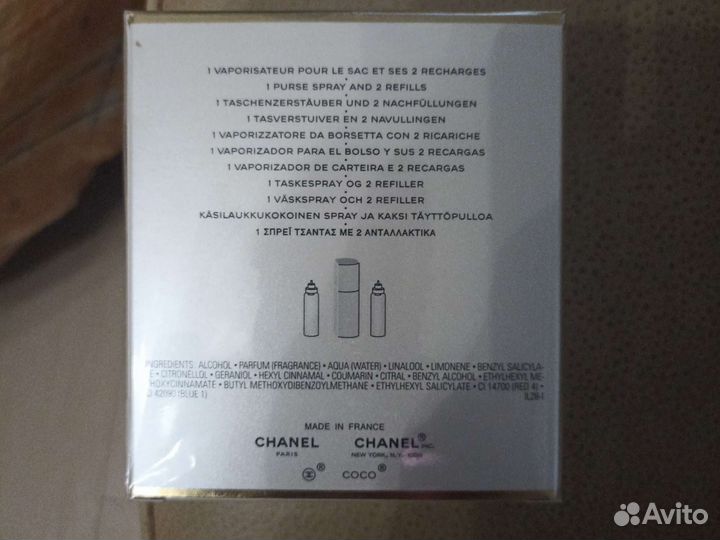 1 VAPORISATEUR POUR LE SAC ET SES 2 RECHARGES
1 PURSE SPRAY AND 2 REFILLS
1 TASCHENZERSTÄUBER UND 2 NACHFÜLLUNGEN
1 TASVERSTUIVER EN 2 NAVULLINGEN
1 VAPORIZZATORE DA BORSETTA CON 2 RICARICHE
1 VAPORIZADOR PARA EL BOLSO Y SUS 2 RECARGAS
1 VAPORIZADOR DE CARTEIRA E 2 RECARGAS
1 TASKESPRAY OG 2 REFILLER
1 VÄSKSPRAY OCH 2 REFILLER
KÄSILAUKKUKOKOINEN SPRAY JA KAKSI TÄYTTÖPULLOA
1 ΣΠΡΕΪ ΤΣΑΝΤΑΣ ΜΕ 2 ΑΝΤΑΛΛΑΚΤΙΚΑ
INGREDIENTS: ALCOHOL • PARFUM (FRAGRANCE) • AQUA (WATER) • LINALOOL • LIMONENE • BENZYL SALICYLA-
E • CITRONELLOL • GERANIOL • HEXYL CINNAMAL • COUMARIN • CITRAL • BENZYL ALCOHOL • ETHYLHEXYL ME-
HOXYCINNAMATE • BUTYL METHOXYDIBENZOYLMETHANE • ETHYLHEXYL SALICYLATE • CI 14700 (RED 4) •
42090 (BLUE 1)
MADE IN FRANCE
CHANEL CHANEL® INC.
PARIS NEW YORK, N.Y.
® COCO®
Avito